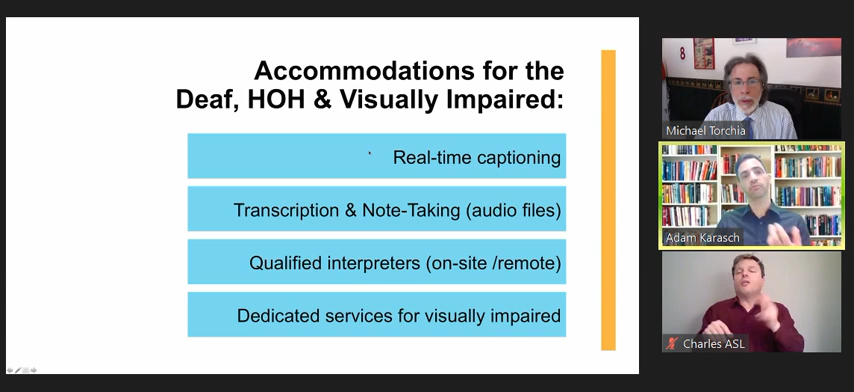 Accommodations for the
Deaf, HOH & Visually Impaired:
Real-time captioning
Transcription & Note-Taking (audio files)
Qualified interpreters (on-site /remote)
Dedicated services for visually impaired
8
Michael Torchia
Adam Karasch
Charles ASL